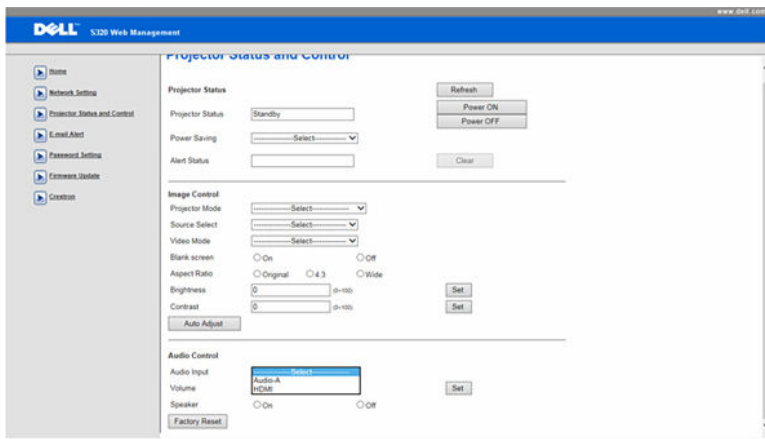 www.dell.com
DELL S320 Web Management
Projector Status and Control
Home
Network Setting
Projector Status and Control
E-mail Alert
Password Setting
Firmware Update
Crestron
Projector Status Refresh
Power ON
Projector Status Standby
Power OFF
Power Saving ---------------Select--------------
Alert Status Clear
Image Control
Projector Mode ---------------Select---------------
Source Select ---------------Select--------------
Video Mode ---------------Select--------------
Blank screen On Off
Aspect Ratio Original 4:3 Wide
Brightness 0 (0~100) Set
Contrast 0 (0~100) Set
Auto Adjust
Audio Control
Audio Input ---------------Select---------------
Audio-A
Volume HDMI Set
Speaker On Off
Factory Reset